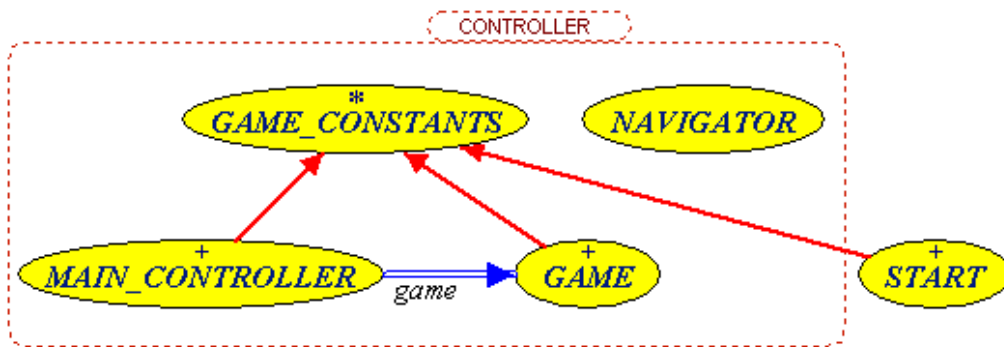 CONTROLLER
*
GAME_CONSTANTS
NAVIGATOR
+
MAIN_CONTROLLER
game
+
GAME
+
START